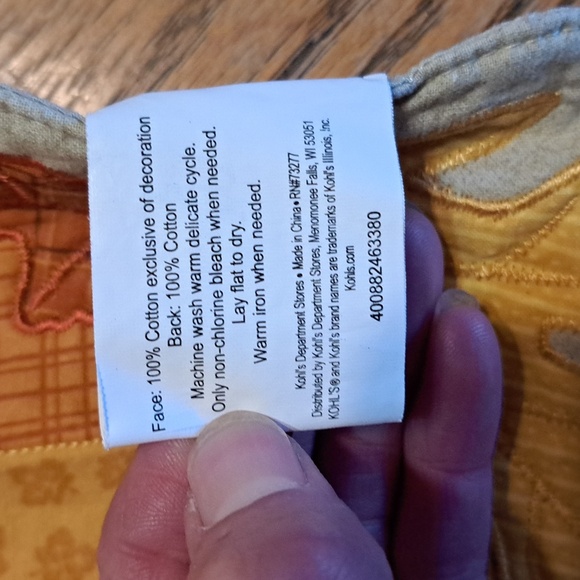 Face: 100% Cotton exclusive of decoration
Back: 100% Cotton
Machine wash warm delicate cycle.
Only non-chlorine bleach when needed.
Lay flat to dry.
Warm iron when needed.
Kohl's Department Stores • Made in China • RN#73277
Distributed by Kohl's Department Stores, Menomonee Falls, WI 53051
KOHL'S® and Kohl's brand names are trademarks of Kohl's Illinois, Inc.
Kohls.com
400882463380